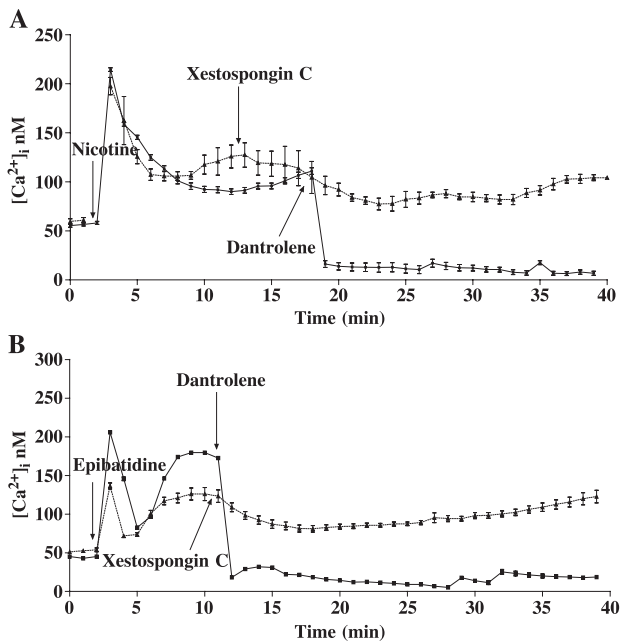 A
250
200
150
100
50
0
[Ca2+]i nM
Xestospongin C
Nicotine
Dantrolene
0 5 10 15 20 25 30 35 40
Time (min)
B
300
250
200
150
100
50
0
[Ca2+]i nM
Dantrolene
Epibatidine
Xestospongin C
0 5 10 15 20 25 30 35 40
Time (min)